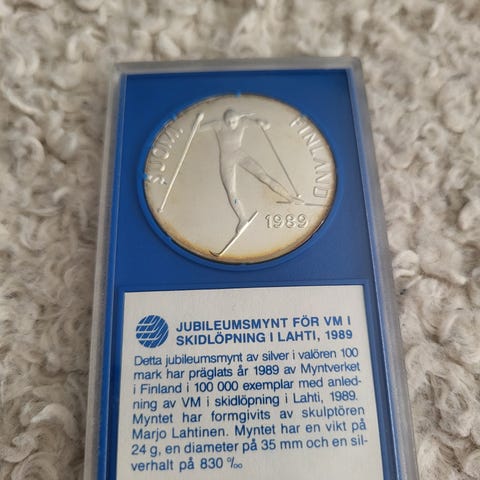 SUOMI FINLAND
1989
JUBILEUMSMYNT FÖR VM I
SKIDLÖPNING I LAHTI, 1989
Detta jubileumsmynt av silver i valören 100
mark har präglats år 1989 av Myntverket
i Finland i 100 000 exemplar med anled-
ning av VM i skidlöpning i Lahti, 1989.
Myntet har formgivits av skulptören
Marjo Lahtinen. Myntet har en vikt på
24 g, en diameter på 35 mm och en sil-
verhalt på 830 ‰